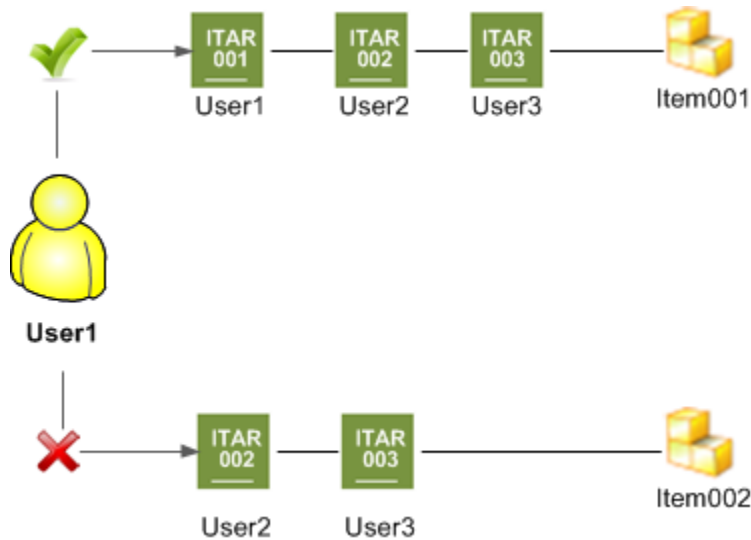 ITAR
001
ITAR
002
ITAR
003
User1
User2
User3
Item001
User1
ITAR
002
ITAR
003
User2
User3
Item002